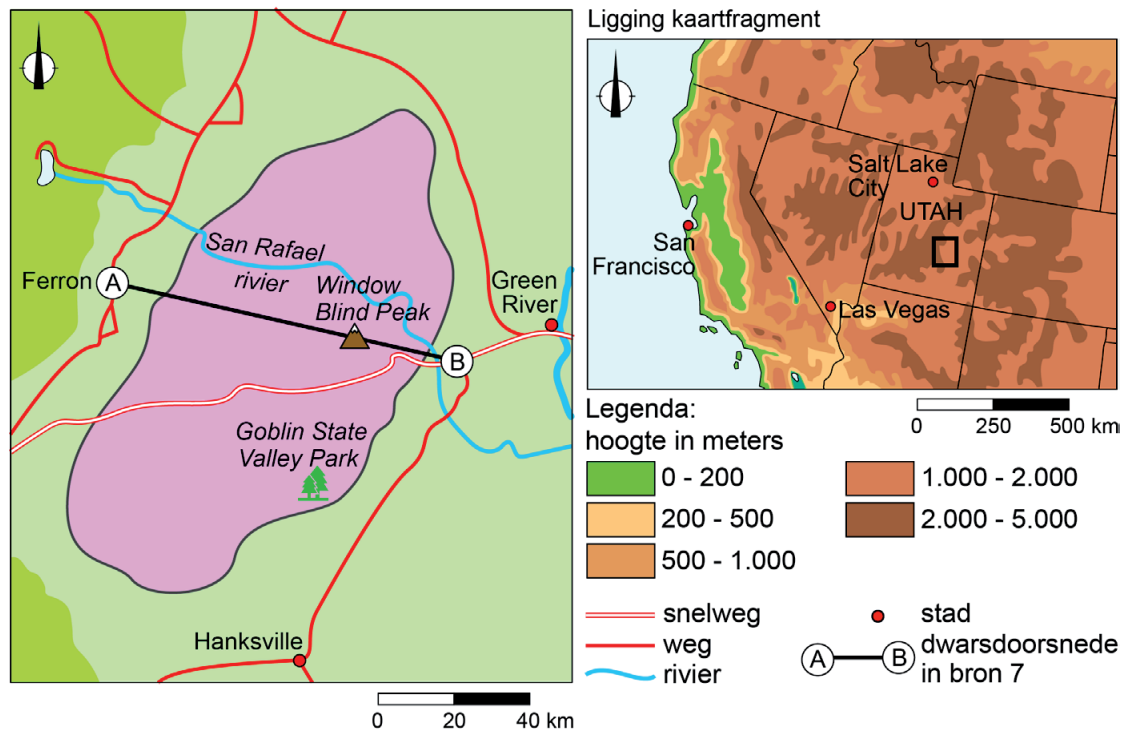 San Rafael
rivier
Window
Blind Peak
Ferron
A
Green
River
B
Goblin State
Valley Park
Hanksville
0 20 40 km
Ligging kaartfragment
Salt Lake
City
UTAH
San
Francisco
Las Vegas
0 250 500 km
Legenda:
hoogte in meters
0 - 200
200 - 500
500 - 1.000
1.000 - 2.000
2.000 - 5.000
snelweg
weg
rivier
stad
A B dwarsdoorsnede
in bron 7